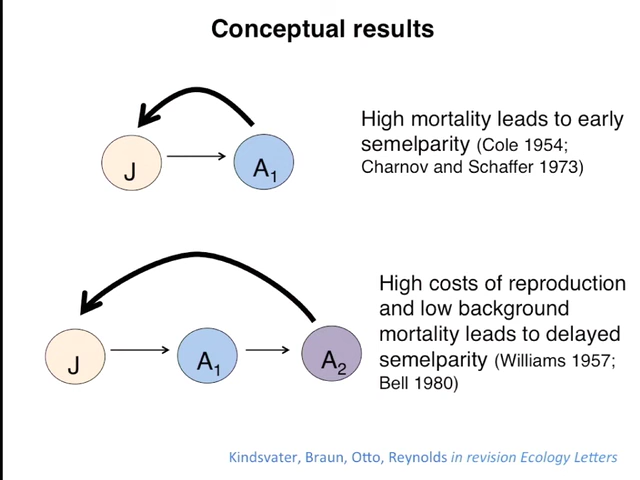 Conceptual results
J
A1
High mortality leads to early
semelparity (Cole 1954;
Charnov and Schaffer 1973)
J
A1
A2
High costs of reproduction
and low background
mortality leads to delayed
semelparity (Williams 1957;
Bell 1980)
Kindsvater, Braun, Otto, Reynolds in revision Ecology Letters